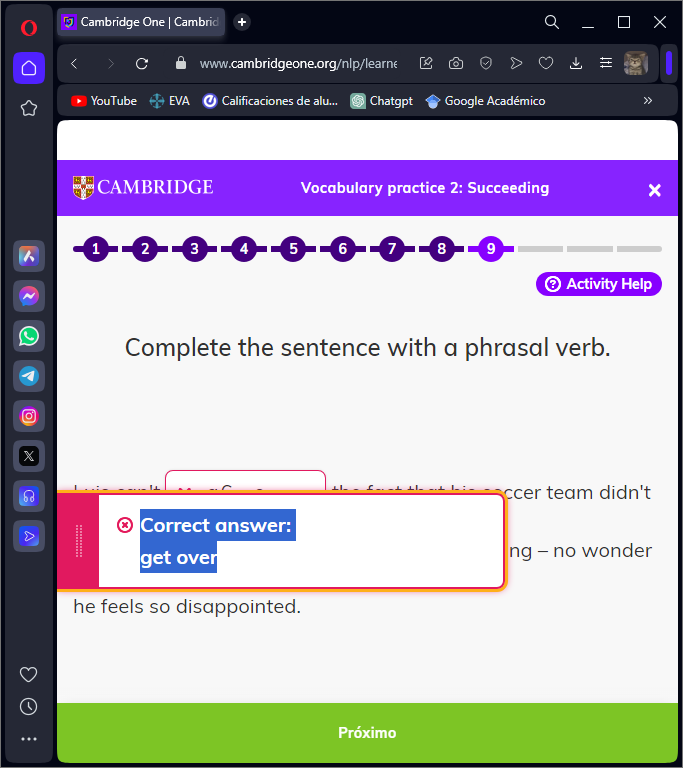 Cambridge One | Cambrid
www.cambridgeone.org/nlp/learne
YouTube
EVA
Calificaciones de alu...
Chatgpt
Google Académico
CAMBRIDGE
Vocabulary practice 2: Succeeding
1 2 3 4 5 6 7 8 9
Activity Help
Complete the sentence with a phrasal verb.
Luis can't
the fact that his soccer team didn't
Correct answer:
get over
ng – no wonder
he feels so disappointed.
Próximo